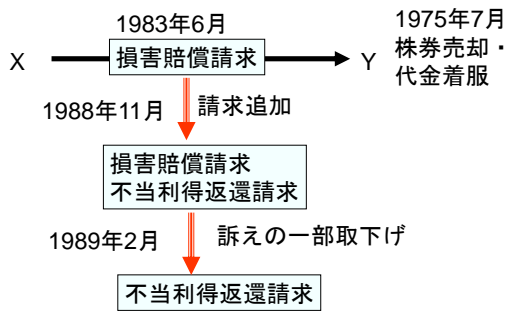 1983年6月
X
損害賠償請求
Y
1975年7月
株券売却・
代金着服
1988年11月
請求追加
損害賠償請求
不当利得返還請求
1989年2月
訴えの一部取下げ
不当利得返還請求